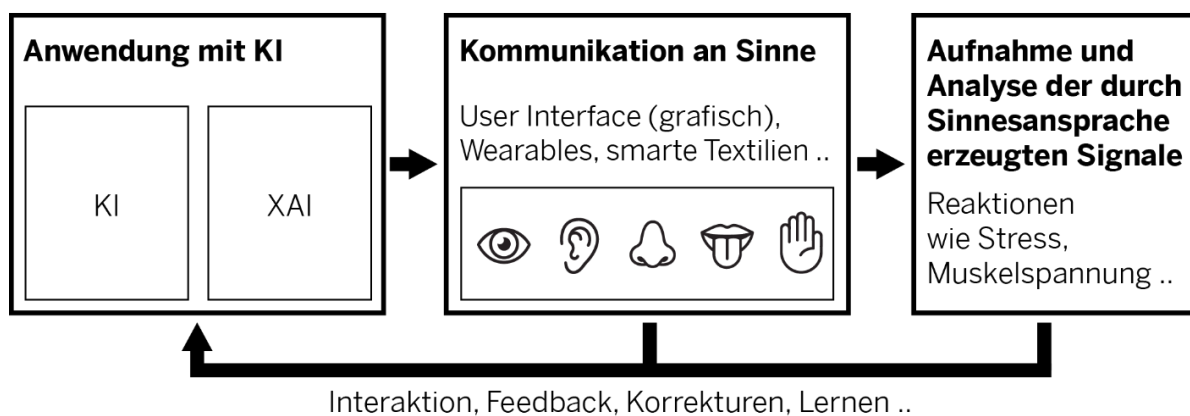 Anwendung mit KI
KI
XAI
Kommunikation an Sinne
User Interface (grafisch),
Wearables, smarte Textilien ..
Aufnahme und
Analyse der durch
Sinnesansprache
erzeugten Signale
Reaktionen
wie Stress,
Muskelspannung ..
Interaktion, Feedback, Korrekturen, Lernen ..